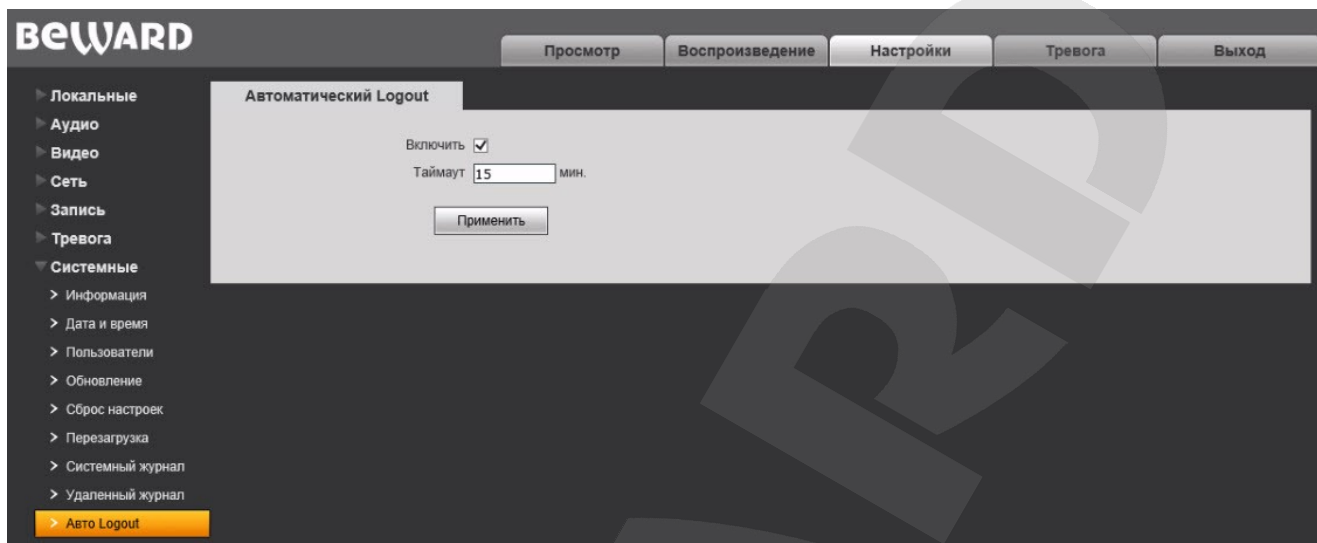 BEWARD
Просмотр Воспроизведение Настройки Тревога Выход
Локальные
Аудио
Видео
Сеть
Запись
Тревога
Системные
Информация
Дата и время
Пользователи
Обновление
Сброс настроек
Перезагрузка
Системный журнал
Удаленный журнал
Авто Logout
Автоматический Logout
Включить
Таймаут 15 мин.
Применить